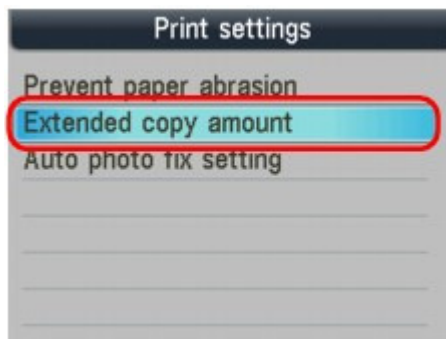 Print settings
Prevent paper abrasion
Extended copy amount
Auto photo fix setting